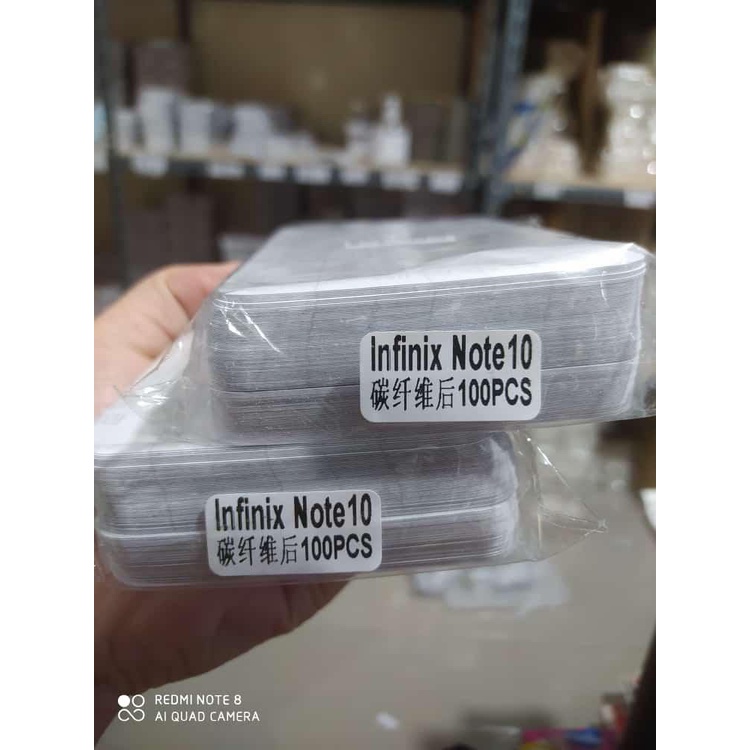 Infinix Note10
碳纤维后100PCS
Infinix Note10
碳纤维后100PCS
REDMI NOTE 8
AI QUAD CAMERA